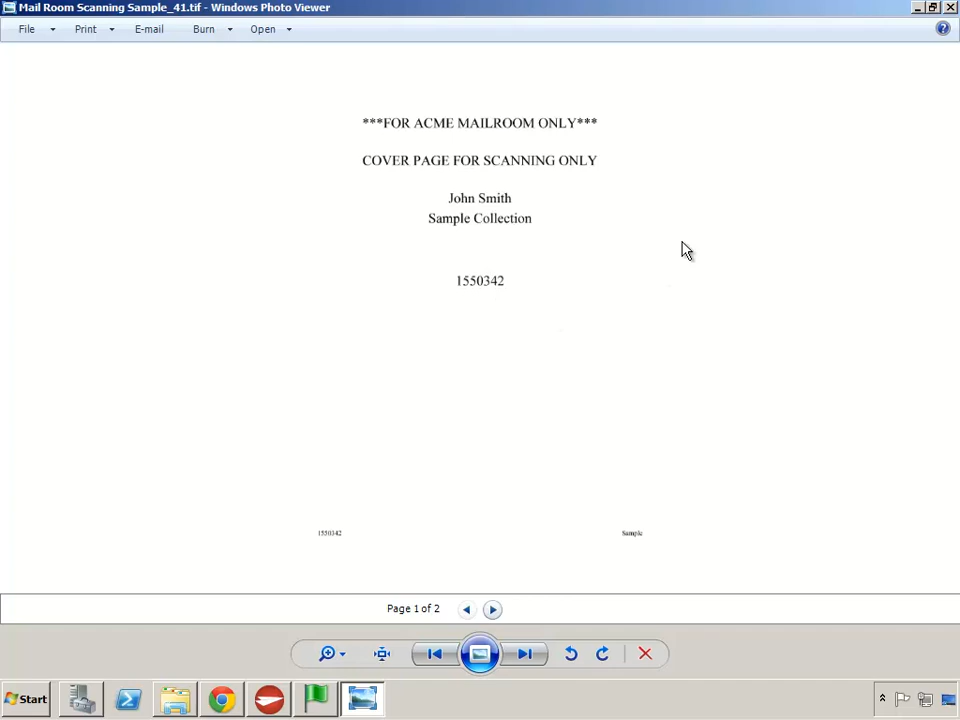 Mail Room Scanning Sample_41.tif - Windows Photo Viewer
File Print E-mail Burn Open
***FOR ACME MAILROOM ONLY***
COVER PAGE FOR SCANNING ONLY
John Smith
Sample Collection
1550342
1550342 Sample
Page 1 of 2
Start